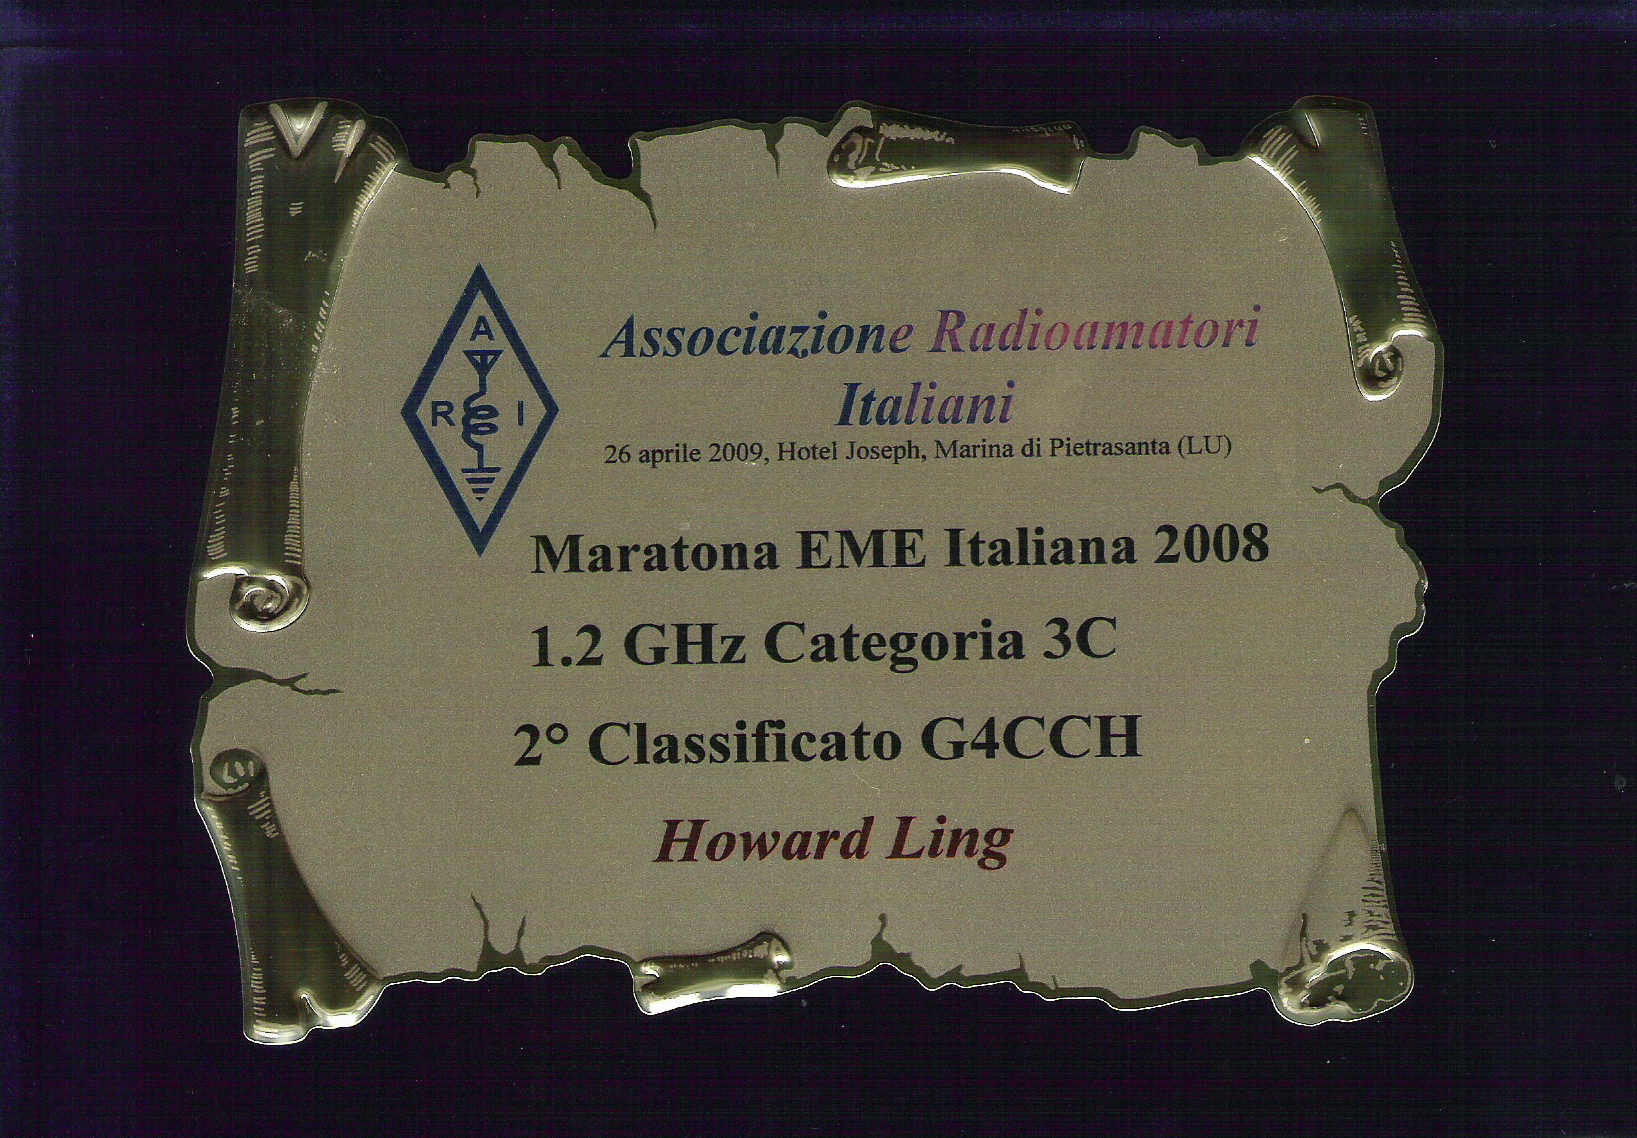 Associazione Radioamatori
Italiani
26 aprile 2009, Hotel Joseph, Marina di Pietrasanta (LU)
A
R I
Maratona EME Italiana 2008
1.2 GHz Categoria 3C
2° Classificato G4CCH
Howard Ling